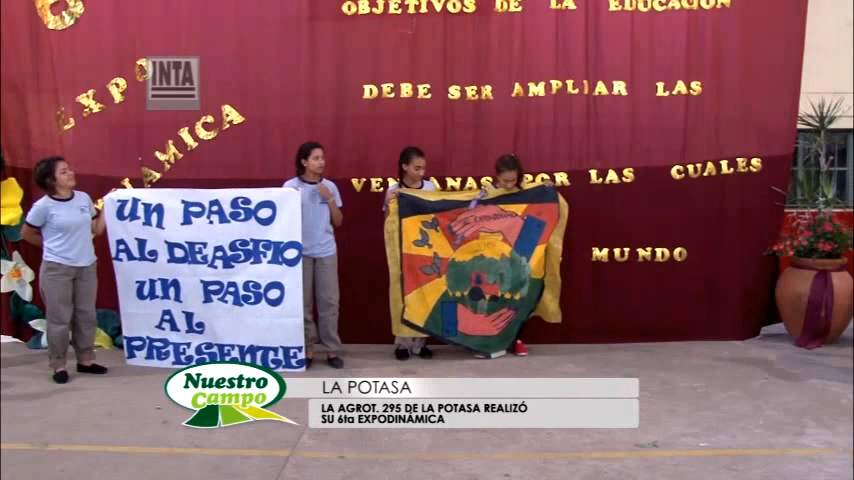 OBJETIVOS DE LA EDUCACIÓN
INTA
EXPO
DEBE SER AMPLIAR LAS
VENTANAS POR LAS CUALES
MUNDO
UN PASO
AL DEASFIO
UN PASO
AL
PRESENTE
Nuestro
Campo
LA POTASA
LA AGROT. 295 DE LA POTASA REALIZÓ
SU 6ta EXPODINÁMICA